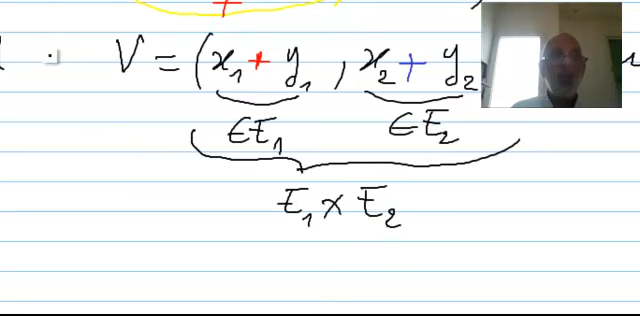 V = (x₁ + y₁ , x₂ + y₂
∈E₁ ∈E₂
E₁ × E₂